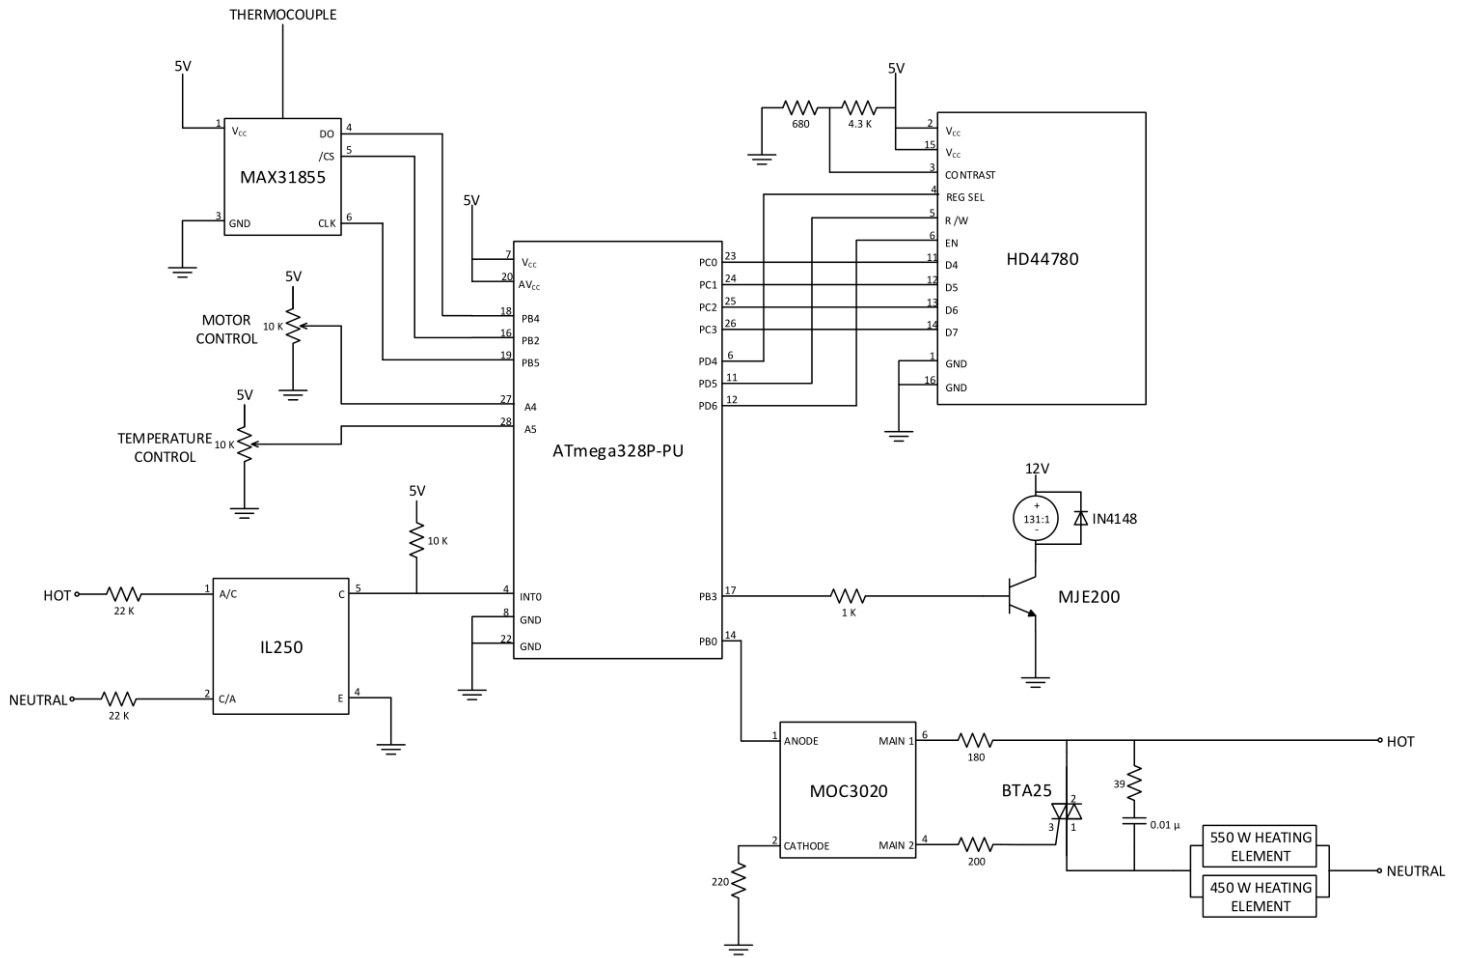 THERMOCOUPLE
5V
1
V_CC
DO
4
/CS
5
MAX31855
3
GND
CLK
6
5V
680
4.3 K
2
V_CC
15
V_CC
3
CONTRAST
4
REG SEL
5
R /W
6
EN
11
D4
12
D5
13
D6
14
D7
1
GND
16
GND
HD44780
5V
7
V_CC
20
AV_CC
18
PB4
16
PB2
19
PB5
27
A4
28
A5
ATmega328P-PU
4
INT0
8
GND
22
GND
PC0
23
PC1
24
PC2
25
PC3
26
PD4
6
PD5
11
PD6
12
PB3
17
PB0
14
5V
MOTOR
CONTROL
10 K
5V
TEMPERATURE
CONTROL
10 K
5V
10 K
HOT
22 K
1
A/C
C
5
IL250
NEUTRAL
22 K
2
C/A
E
4
12V
+
131:1
-
IN4148
1 K
MJE200
1
ANODE
MAIN 1
6
MOC3020
2
CATHODE
MAIN 2
4
220
180
200
BTA25
2
3
1
39
0.01 µ
HOT
550 W HEATING
ELEMENT
450 W HEATING
ELEMENT
NEUTRAL